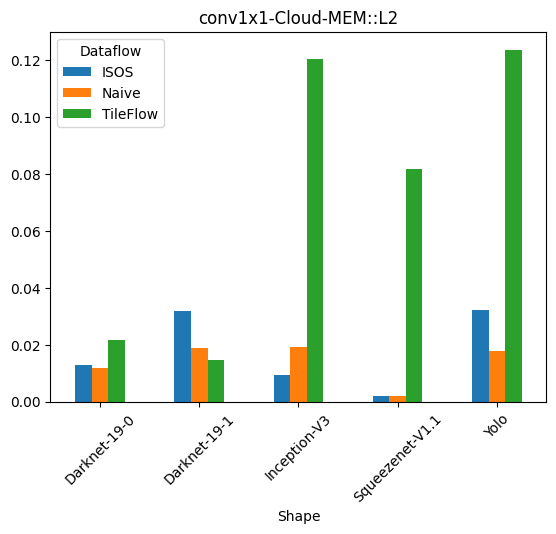 conv1x1-Cloud-MEM::L2
Dataflow
ISOS
Naive
TileFlow
0.12
0.10
0.08
0.06
0.04
0.02
0.00
Darknet-19-0
Darknet-19-1
Inception-V3
Squeezenet-V1.1
Yolo
Shape